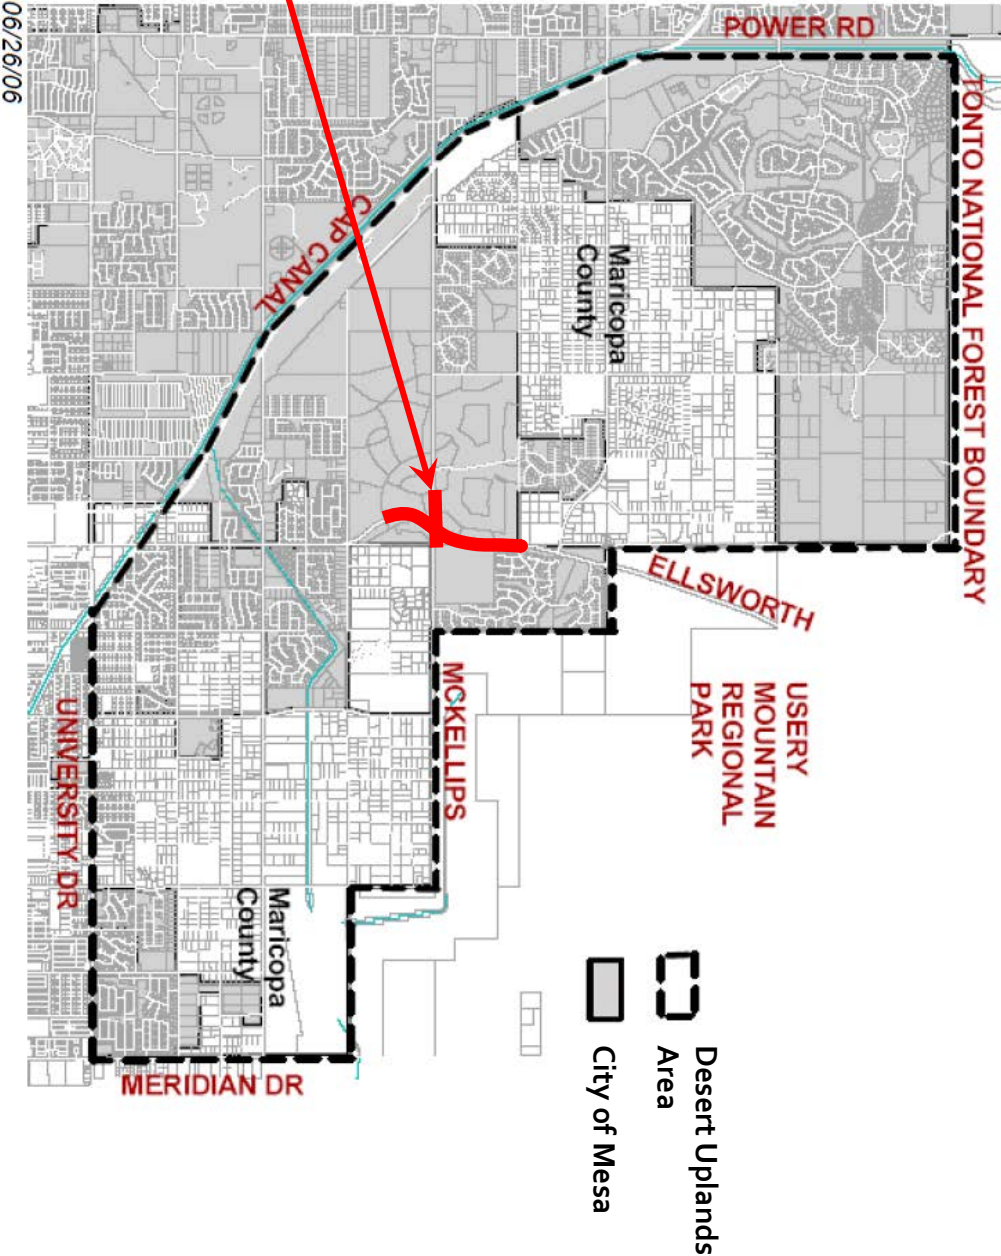 POWER RD
TONTO NATIONAL FOREST BOUNDARY
CAP CANAL
Maricopa
County
ELLSWORTH
USERY
MOUNTAIN
REGIONAL
PARK
MCKELLIPS
UNIVERSITY DR
Maricopa
County
MERIDIAN DR
Desert Uplands
Area
City of Mesa
06/26/06